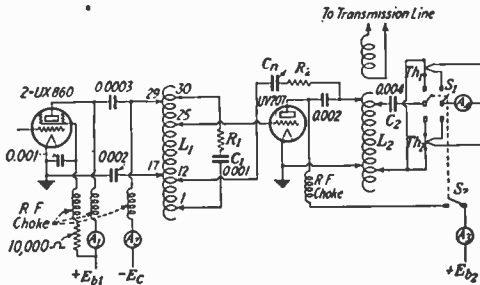 To Transmission Line
2-UX860
0.0003
29
30
25
Cn
R2
UV207
0.002
0.004
C2
Th1
S1
A
L1
R1
C1
0.001
L2
Th2
0.001
0.002
17
12
1
RF
Choke
10,000
RF
Choke
S2
A1
A2
A3
+Eb1
-Ec
+Eb2